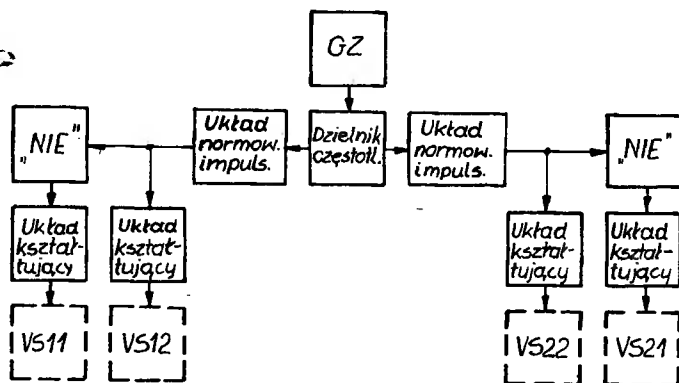 GZ
„NIE"
Układ
normow.
impuls.
Dzielnik
częstotl.
Układ
normow.
impuls.
„NIE"
Układ
kształ-
tujący
Układ
kształ-
tujący
Układ
kształ-
tujący
Układ
kształ-
tujący
VS11
VS12
VS22
VS21